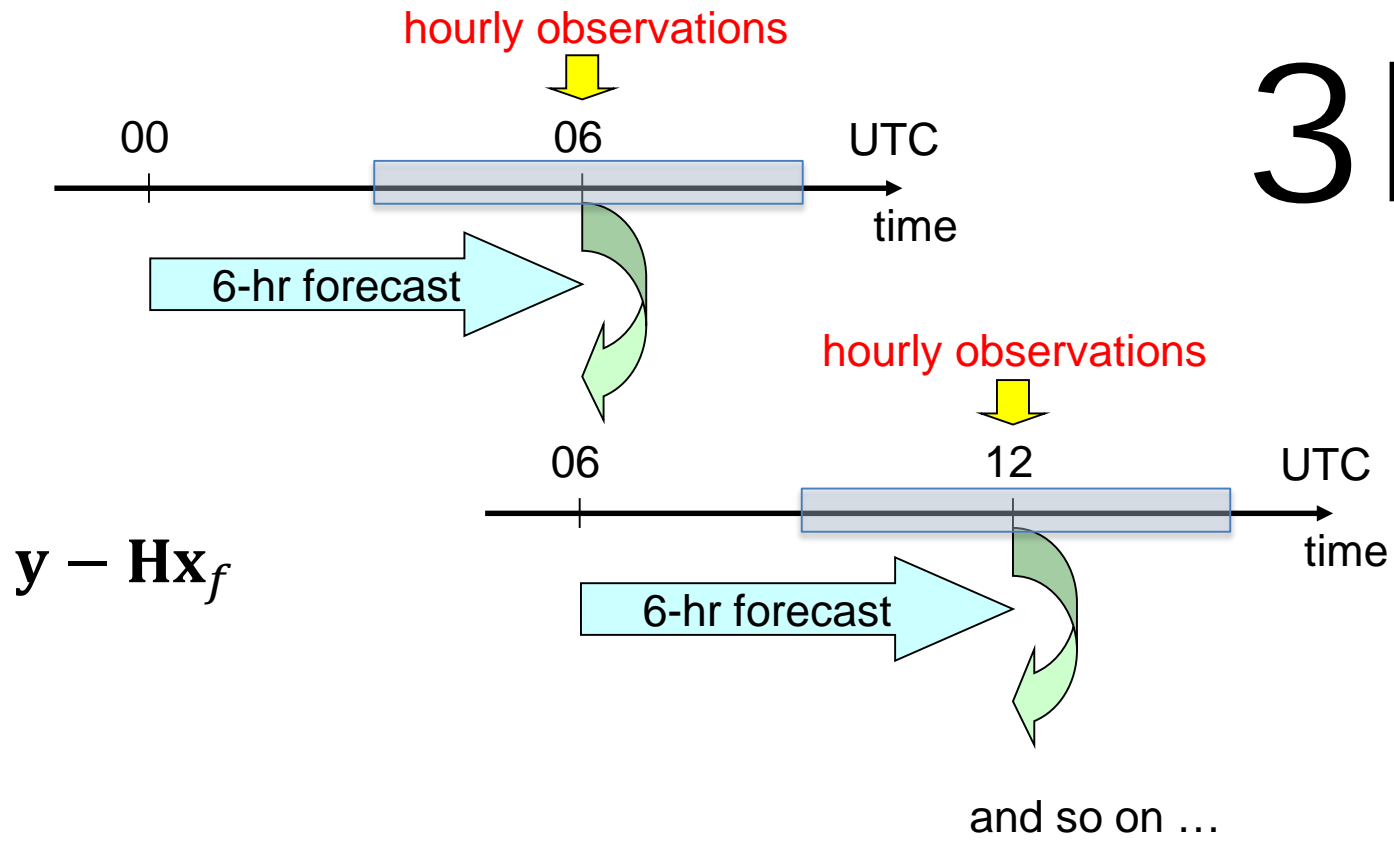 hourly observations
3
00 06 UTC
time
6-hr forecast
hourly observations
06 12 UTC
time
y − Hx_f
6-hr forecast
and so on …